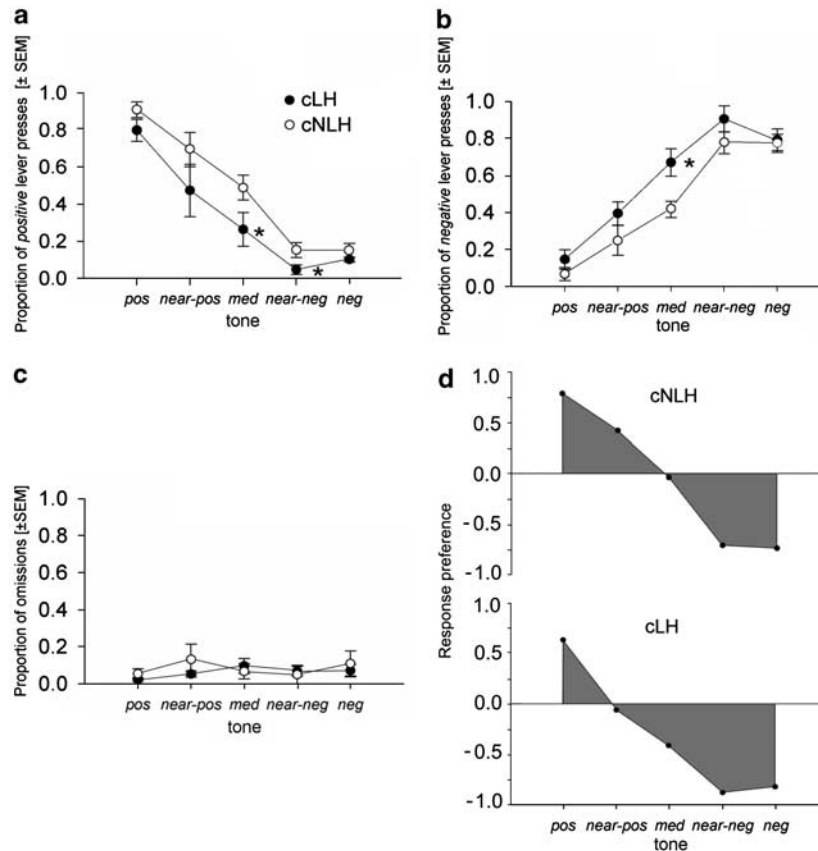 a
Proportion of positive lever presses [± SEM]
1.0
0.8
0.6
0.4
0.2
0.0
cLH
cNLH
*
*
pos near-pos med near-neg neg
tone
b
Proportion of negative lever presses [± SEM]
1.0
0.8
0.6
0.4
0.2
0.0
*
pos near-pos med near-neg neg
tone
c
Proportion of omissions [±SEM]
1.0
0.8
0.6
0.4
0.2
0.0
pos near-pos med near-neg neg
tone
d
Response preference
1.0
0.5
0.0
-0.5
-1.0
cNLH
1.0
0.5
0.0
-0.5
-1.0
cLH
pos near-pos med near-neg neg
tone